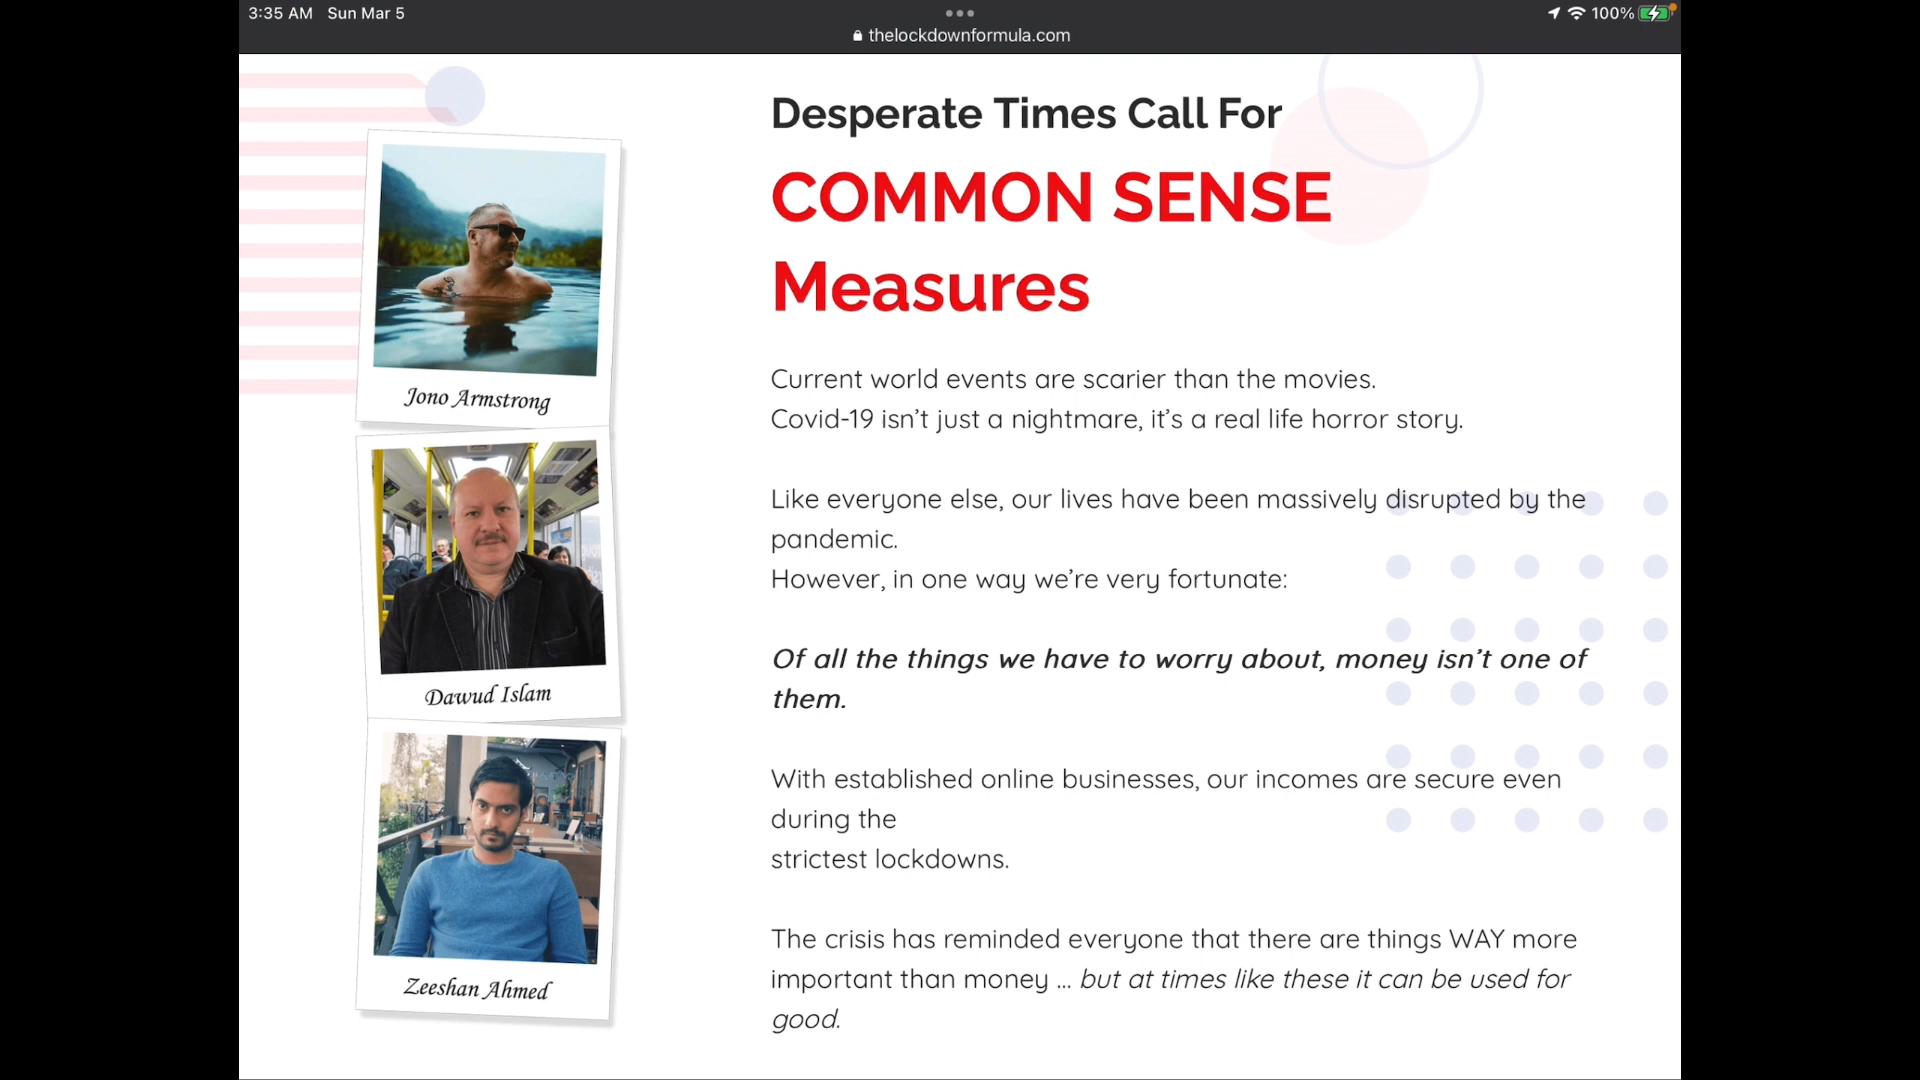 3:35 AM Sun Mar 5
100%
thelockdownformula.com
Desperate Times Call For
COMMON SENSE
Measures
Jono Armstrong
Dawud Islam
Zeeshan Ahmed
Current world events are scarier than the movies.
Covid-19 isn’t just a nightmare, it’s a real life horror story.
Like everyone else, our lives have been massively disrupted by the
pandemic.
However, in one way we’re very fortunate:
Of all the things we have to worry about, money isn’t one of
them.
With established online businesses, our incomes are secure even
during the
strictest lockdowns.
The crisis has reminded everyone that there are things WAY more
important than money ... but at times like these it can be used for
good.